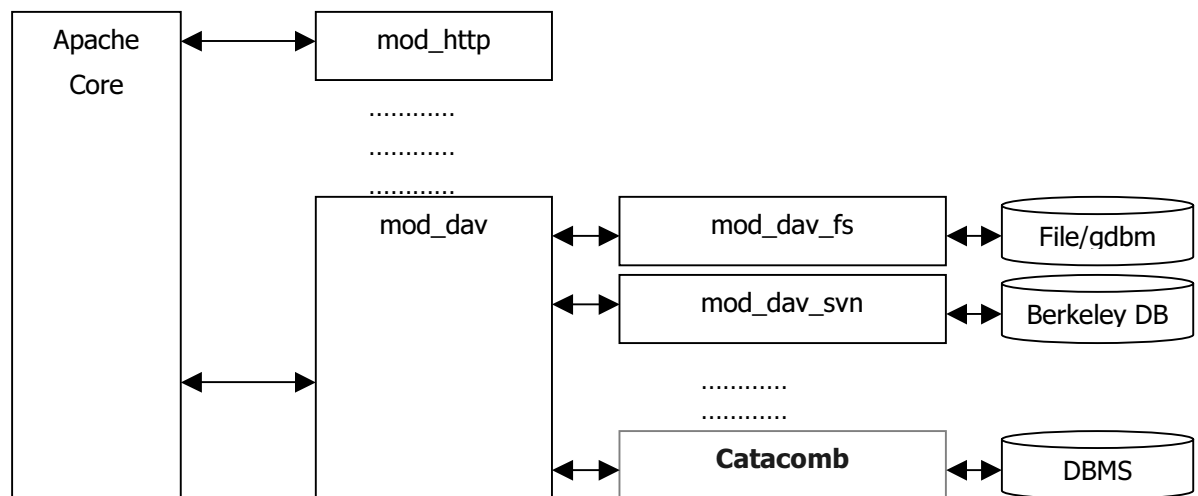 Apache
Core
mod_http
............
............
............
mod_dav
mod_dav_fs
File/gdbm
mod_dav_svn
Berkeley DB
............
............
Catacomb
DBMS